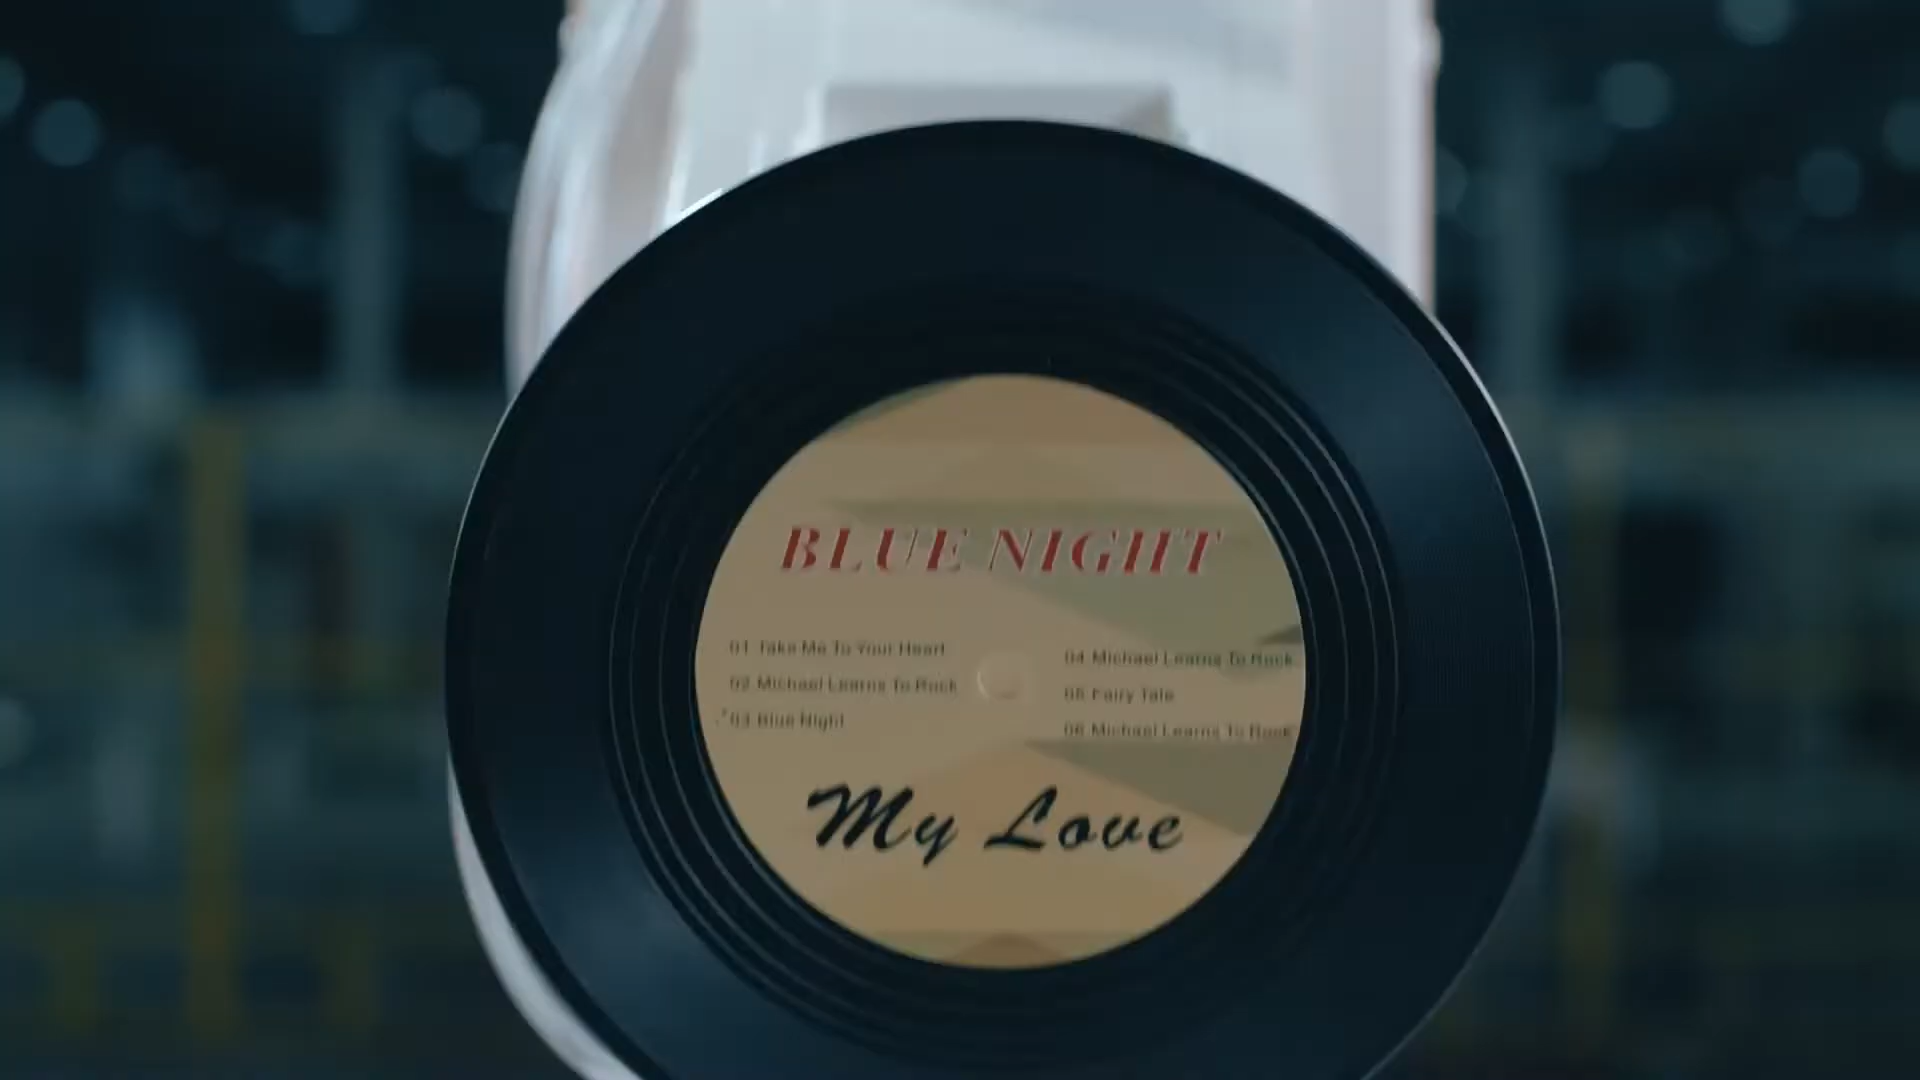 BLUE NIGHT
01 Take Me To Your Heart
02 Michael Learns To Rock
03 Blue Night
04 Michael Learns To Rock
05 Fairy Tale
06 Michael Learns To Rock
My Love